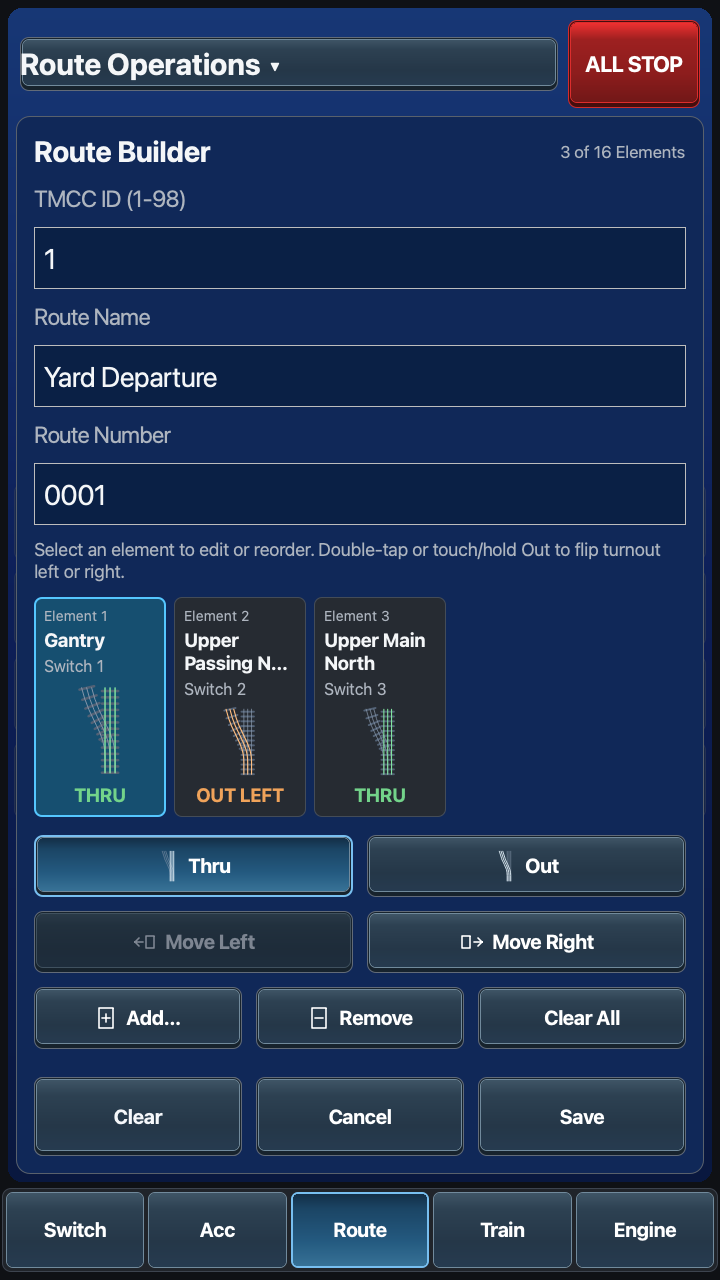 Route Operations ▾
ALL STOP
Route Builder
3 of 16 Elements
TMCC ID (1-98)
1
Route Name
Yard Departure
Route Number
0001
Select an element to edit or reorder. Double-tap or touch/hold Out to flip turnout
left or right.
Element 1
Gantry
Switch 1
THRU
Element 2
Upper
Passing N...
Switch 2
OUT LEFT
Element 3
Upper Main
North
Switch 3
THRU
Thru
Out
Move Left
Move Right
Add...
Remove
Clear All
Clear
Cancel
Save
Switch
Acc
Route
Train
Engine